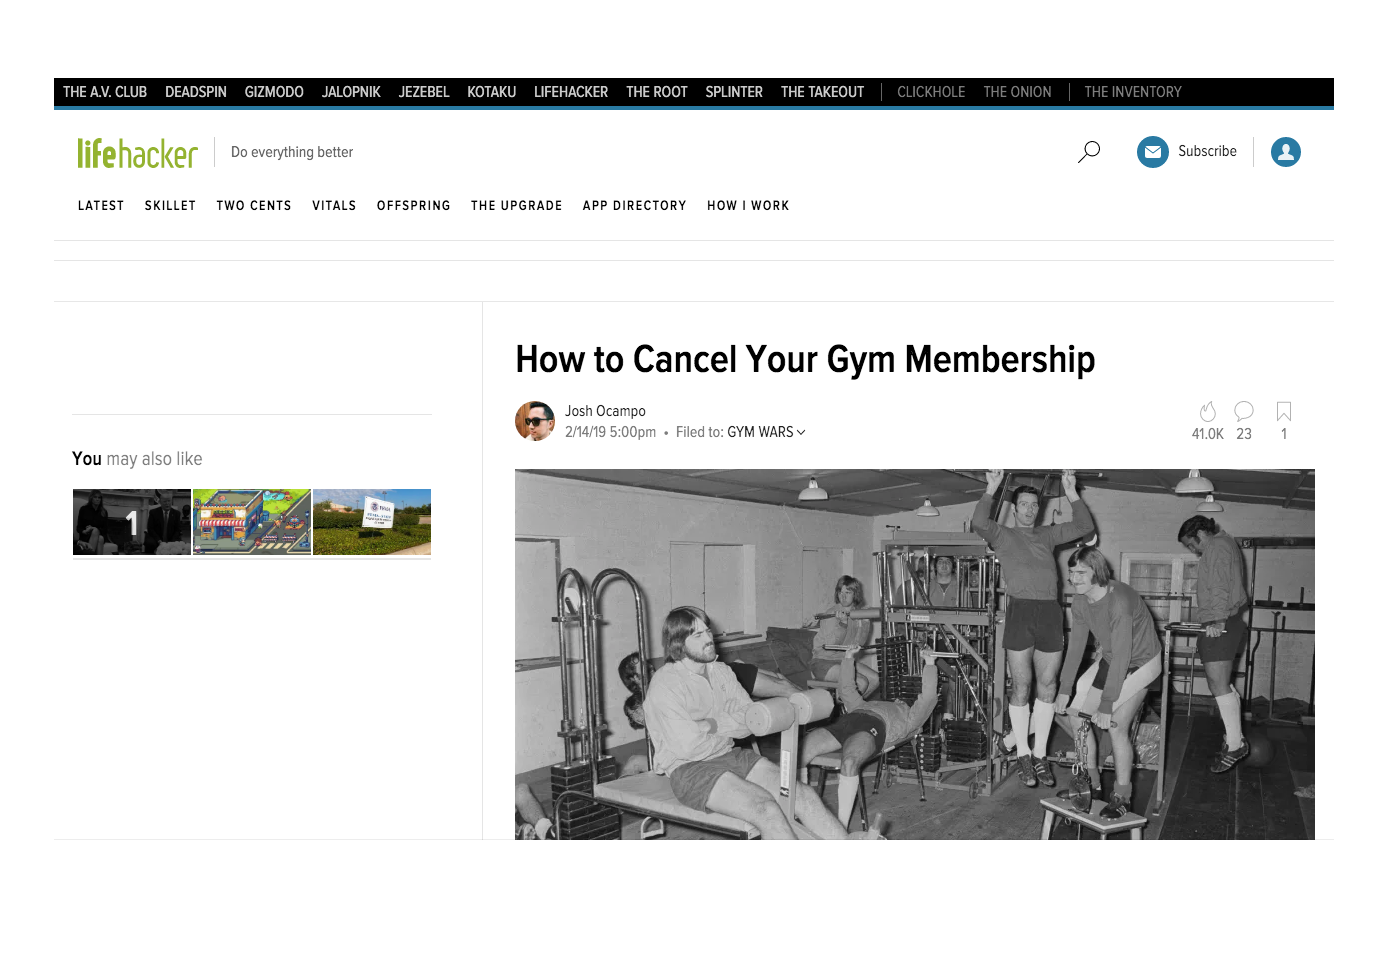 THE A.V. CLUB DEADSPIN GIZMODO JALOPNIK JEZEBEL KOTAKU LIFEHACKER THE ROOT SPLINTER THE TAKEOUT CLICKHOLE THE ONION THE INVENTORY
lifehacker Do everything better Subscribe
LATEST SKILLET TWO CENTS VITALS OFFSPRING THE UPGRADE APP DIRECTORY HOW I WORK
How to Cancel Your Gym Membership
Josh Ocampo
2/14/19 5:00pm • Filed to: GYM WARS
41.0K 23 1
You may also like
1